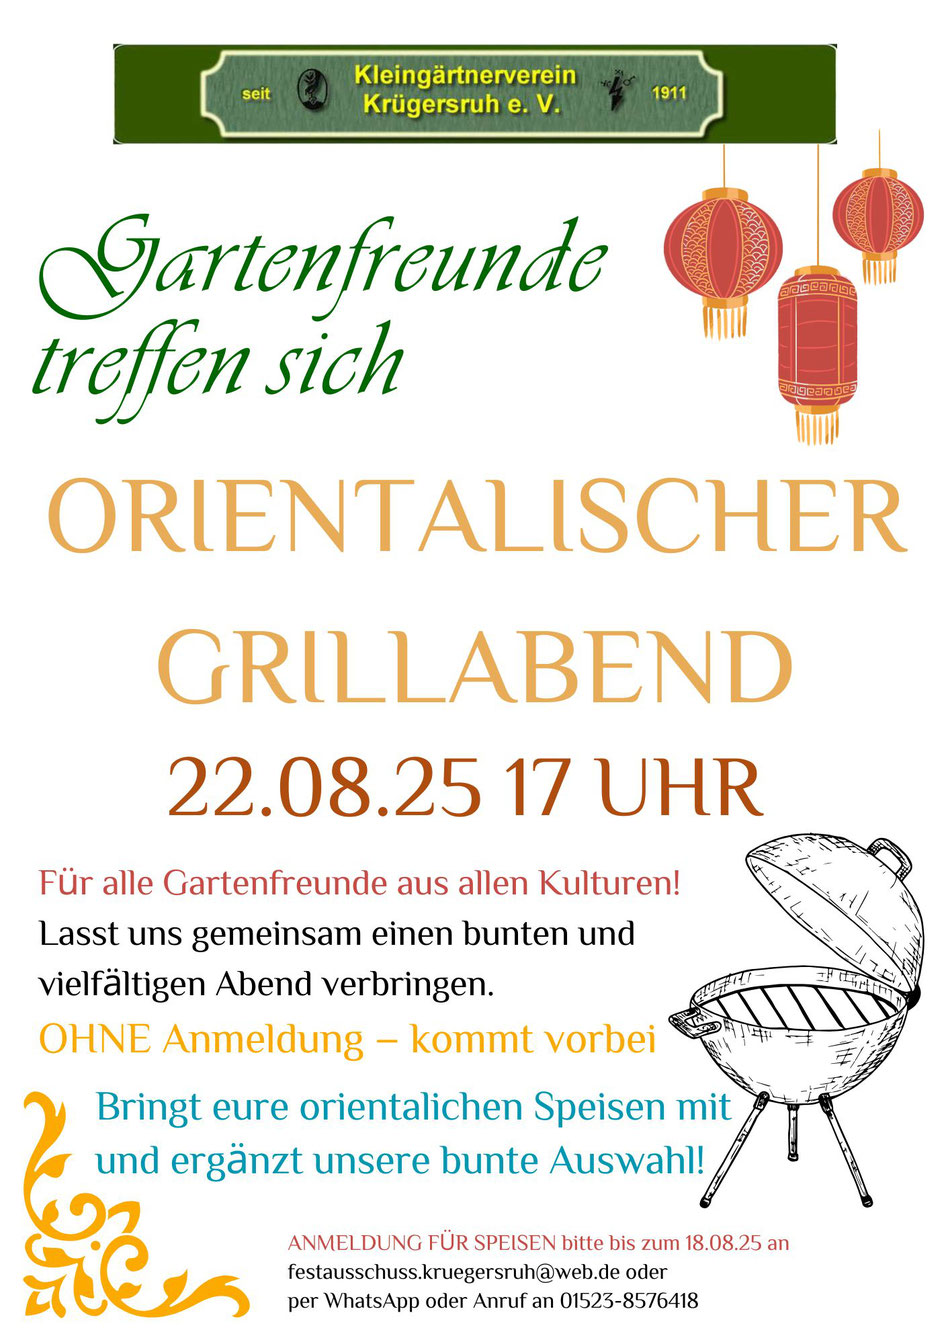 seit
Kleingärtnerverein
Krügersruh e. V.
1911
Gartenfreunde
treffen sich
ORIENTALISCHER
GRILLABEND
22.08.25 17 UHR
Für alle Gartenfreunde aus allen Kulturen!
Lasst uns gemeinsam einen bunten und
vielfältigen Abend verbringen.
OHNE Anmeldung – kommt vorbei
Bringt eure orientalichen Speisen mit
und ergänzt unsere bunte Auswahl!
ANMELDUNG FÜR SPEISEN bitte bis zum 18.08.25 an
festausschuss.kruegersruh@web.de oder
per WhatsApp oder Anruf an 01523-8576418